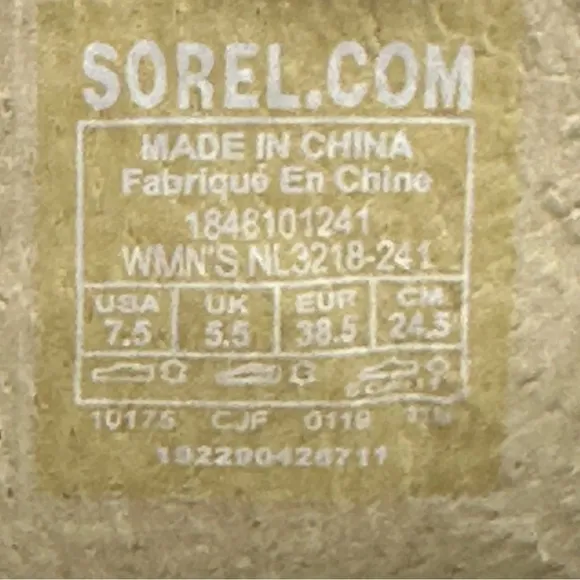 SOREL.COM
MADE IN CHINA
Fabriqué En Chine
1848101241
WMN'S NL3218-241
USA UK EUR CM
7.5 5.5 38.5 24.5
10175 CJF 0119
192290426711